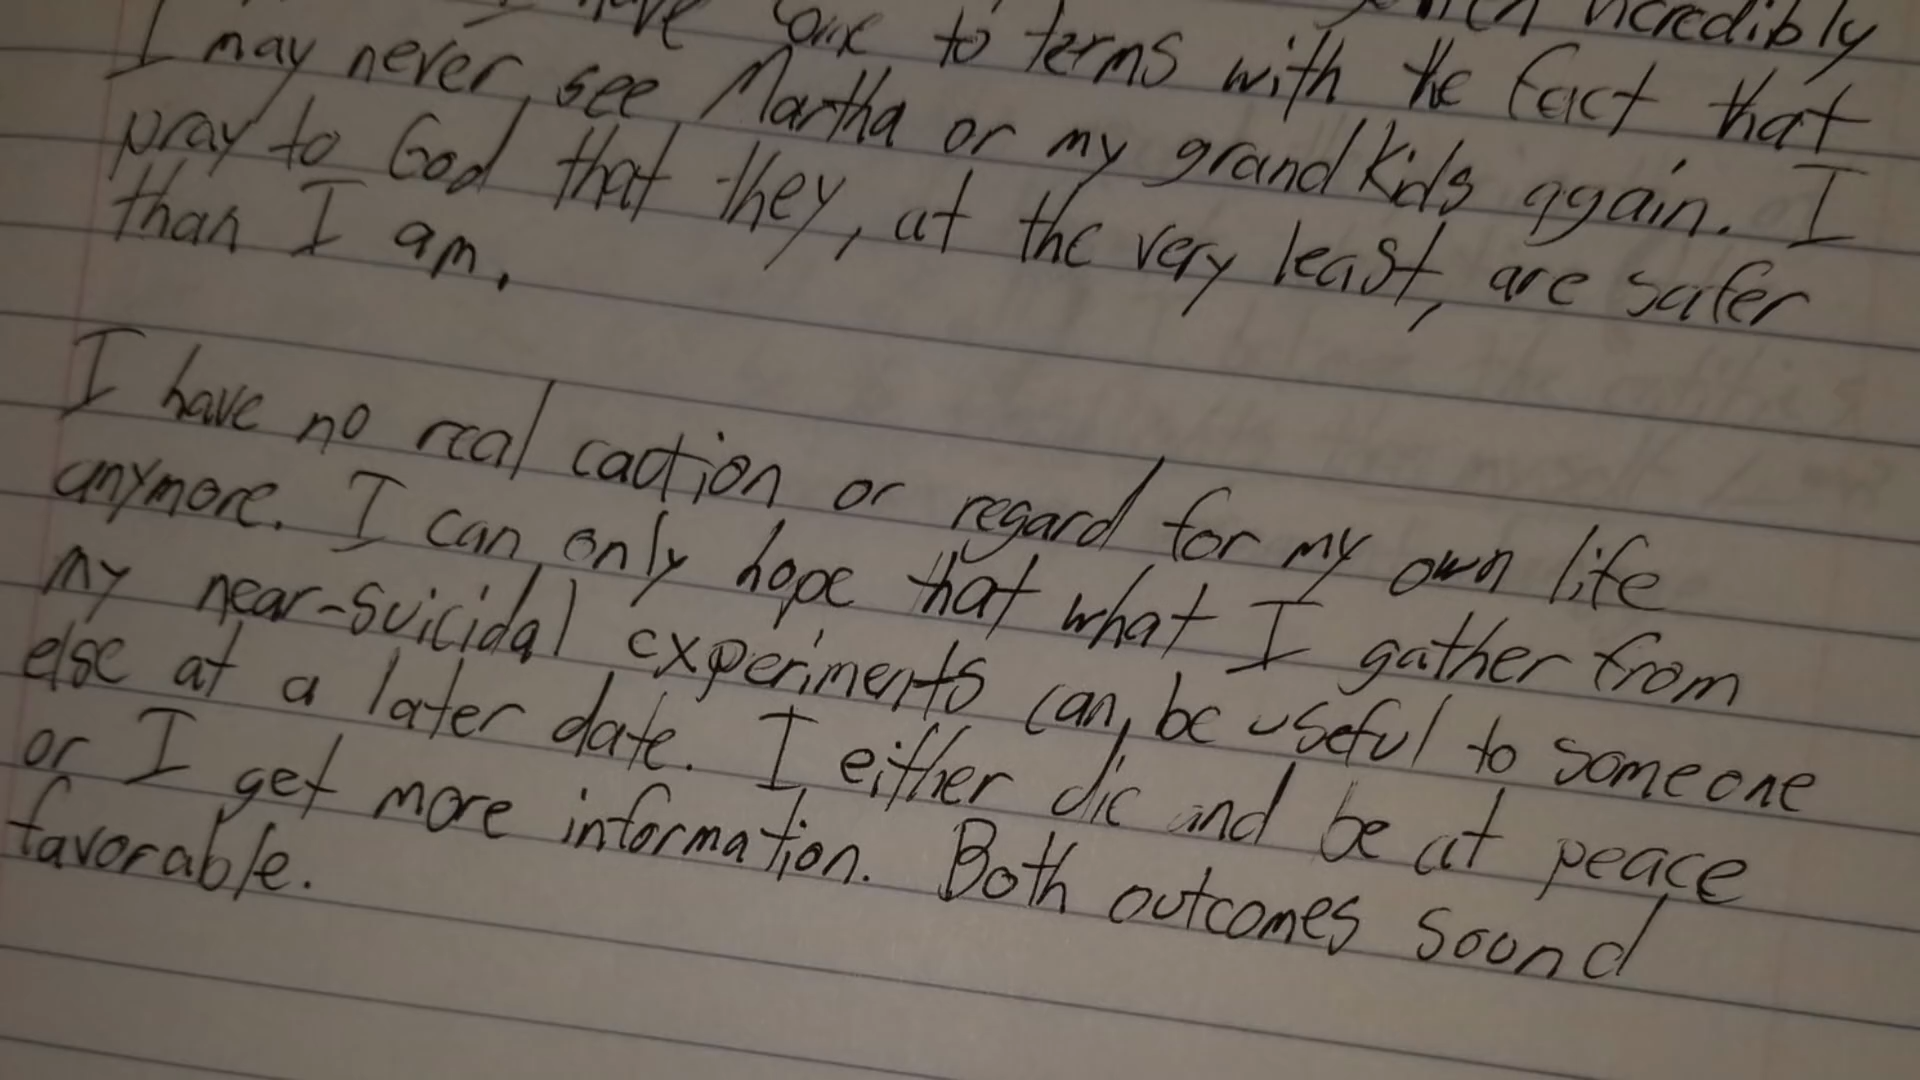 have come to terms with the fact that
I may never see Martha or my grandkids again. I
pray to God that they, at the very least, are safer
than I am.
I have no real caution or regard for my own life
anymore. I can only hope that what I gather from
my near-suicidal experiments can be useful to someone
else at a later date. I either die and be at peace
or I get more information. Both outcomes sound
favorable.